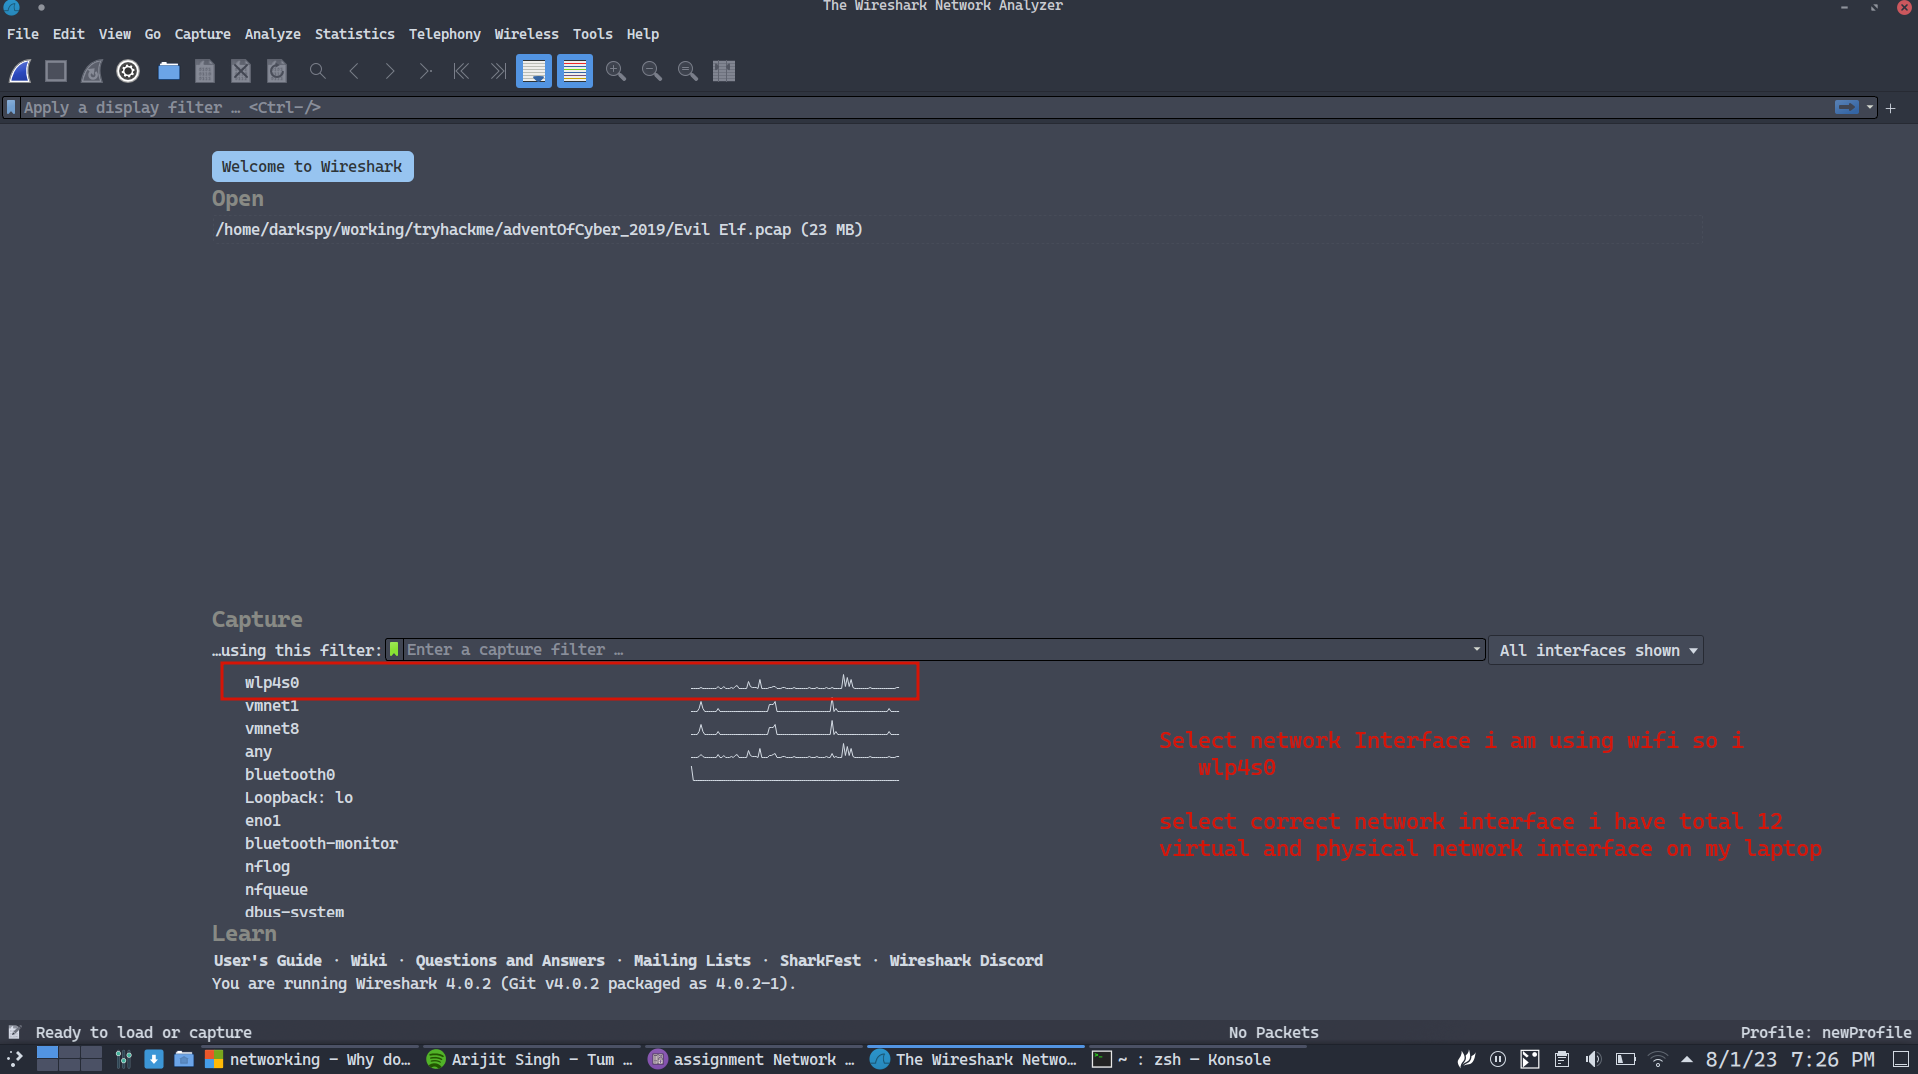 The Wireshark Network Analyzer
File Edit View Go Capture Analyze Statistics Telephony Wireless Tools Help
Apply a display filter … <Ctrl-/>
Welcome to Wireshark
Open
/home/darkspy/working/tryhackme/adventOfCyber_2019/Evil Elf.pcap (23 MB)
Capture
…using this filter: Enter a capture filter … All interfaces shown
wlp4s0
vmnet1
vmnet8
any
bluetooth0
Loopback: lo
eno1
bluetooth-monitor
nflog
nfqueue
dbus-system
Select network Interface i am using wifi so i
wlp4s0
select correct network interface i have total 12
virtual and physical network interface on my laptop
Learn
User's Guide · Wiki · Questions and Answers · Mailing Lists · SharkFest · Wireshark Discord
You are running Wireshark 4.0.2 (Git v4.0.2 packaged as 4.0.2-1).
Ready to load or capture No Packets Profile: newProfile
networking - Why do… Arijit Singh - Tum … assignment Network … The Wireshark Netwo… ~ : zsh — Konsole 8/1/23 7:26 PM